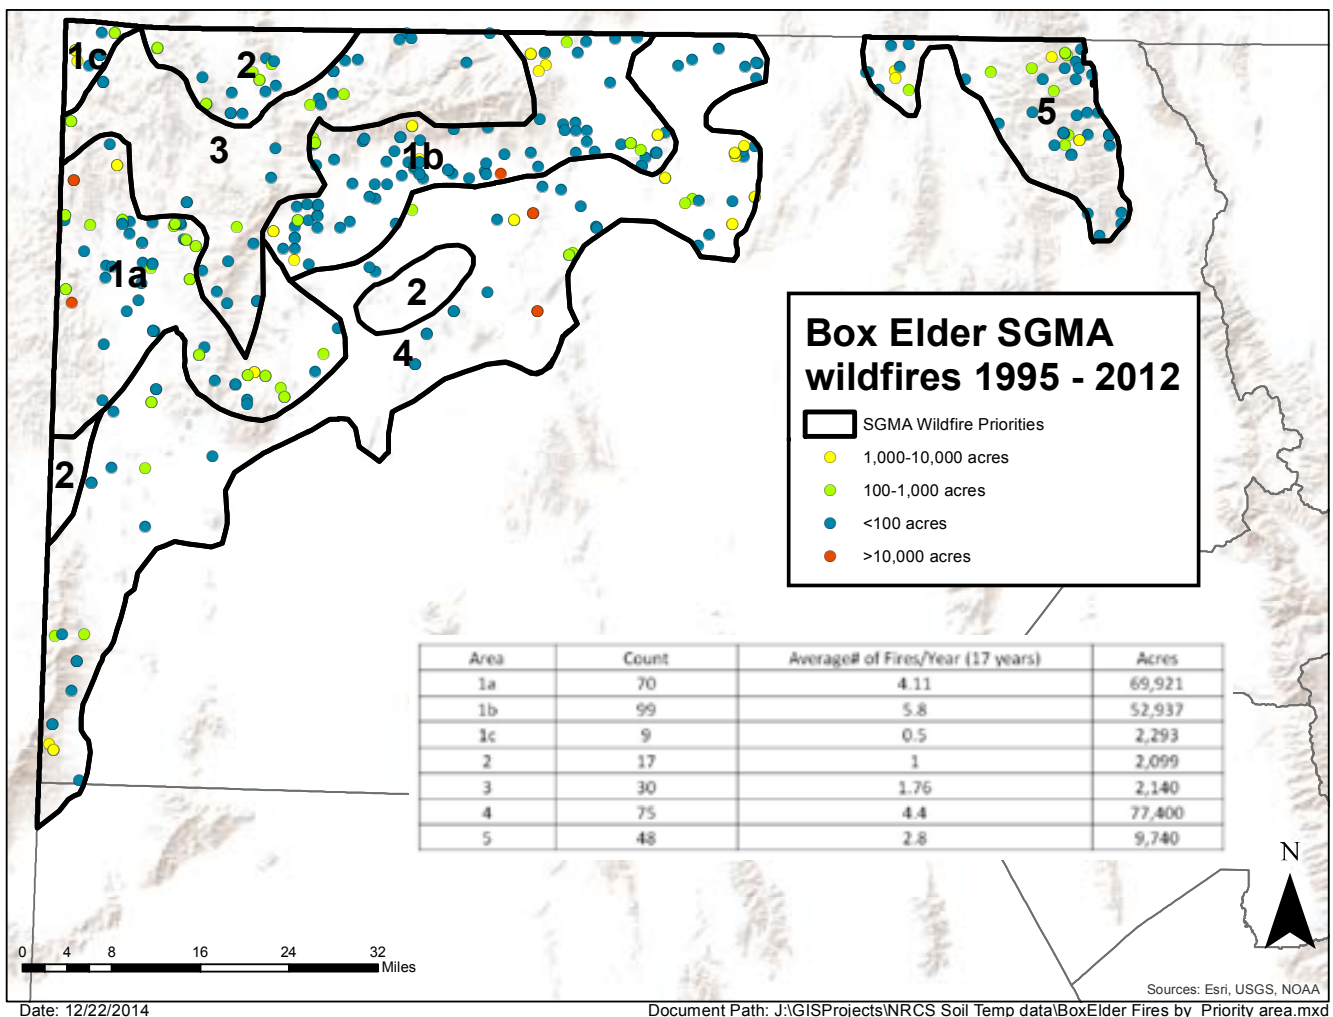 1c
2
3
1b
5
1a
2
4
2
Box Elder SGMA
wildfires 1995 - 2012
SGMA Wildfire Priorities
1,000-10,000 acres
100-1,000 acres
<100 acres
>10,000 acres
Area Count Average# of Fires/Year (17 years) Acres
1a 70 4.11 69,921
1b 99 5.8 52,937
1c 9 0.5 2,293
2 17 1 2,099
3 30 1.76 2,140
4 75 4.4 77,400
5 48 2.8 9,740
N
0 4 8 16 24 32
Miles
Sources: Esri, USGS, NOAA
Date: 12/22/2014 Document Path: J:\GISProjects\NRCS Soil Temp data\BoxElder Fires by_Priority area.mxd